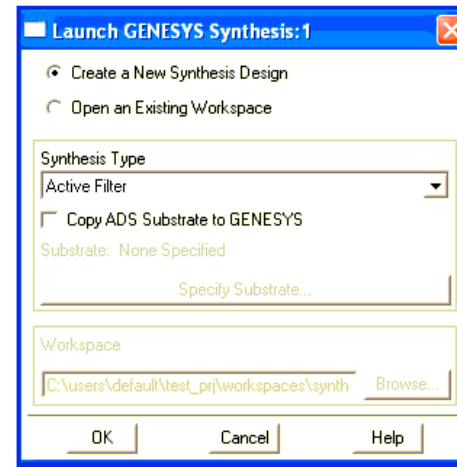 Launch GENESYS Synthesis:1
Create a New Synthesis Design
Open an Existing Workspace
Synthesis Type
Active Filter
Copy ADS Substrate to GENESYS
Substrate: None Specified
Specify Substrate...
Workspace
C:\users\default\test_prj\workspaces\synth Browse...
OK Cancel Help